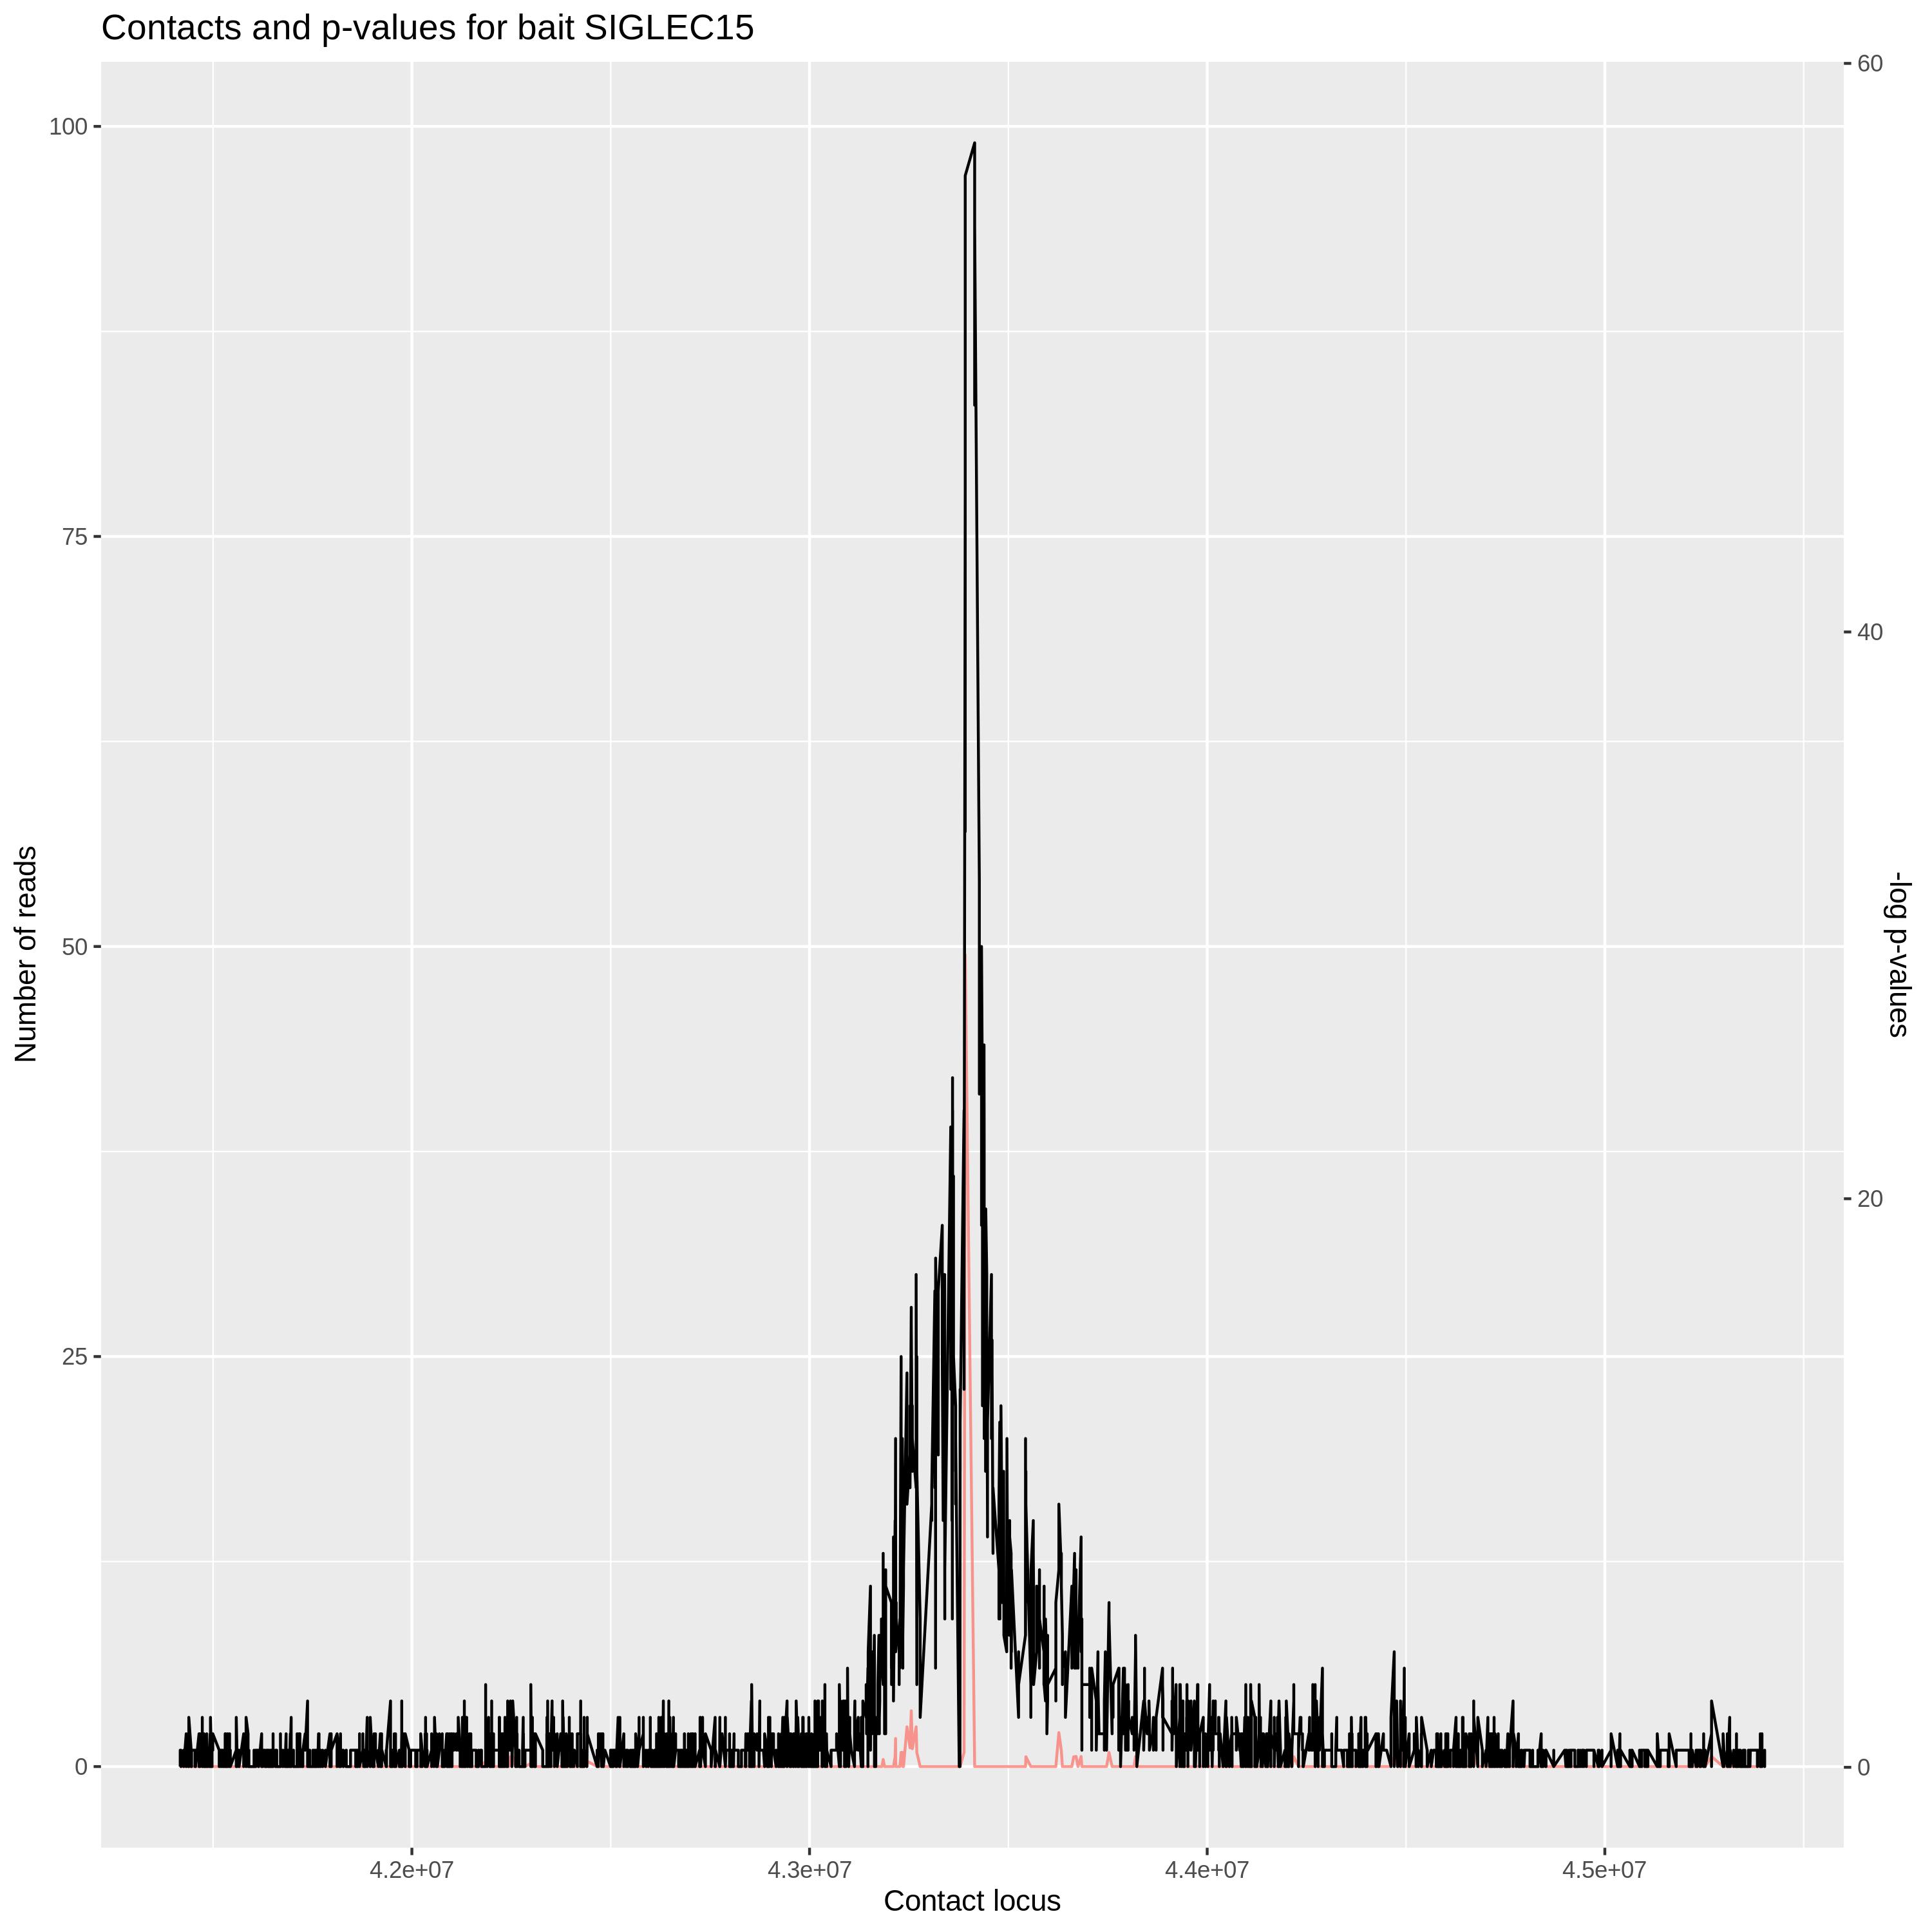 Contacts and p-values for bait SIGLEC15
60
100
75
40
50
20
25
0
0
Number of reads
-log p-values
4.2e+07
4.3e+07
4.4e+07
4.5e+07
Contact locus